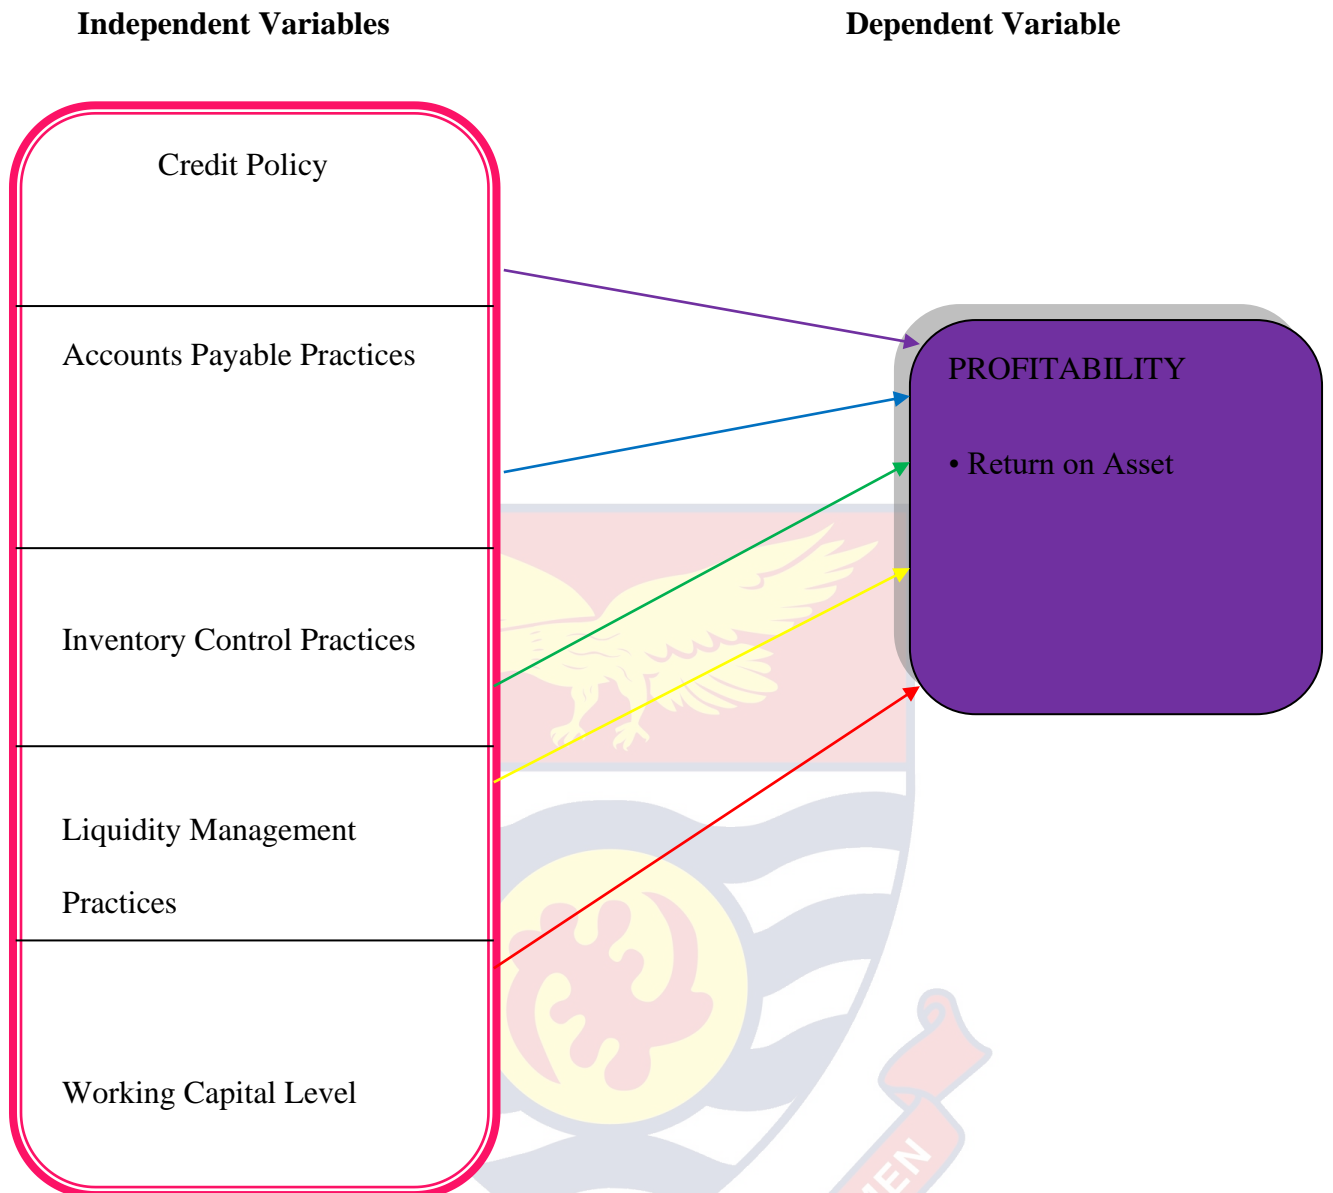 Independent Variables
Dependent Variable
Credit Policy
Accounts Payable Practices
Inventory Control Practices
Liquidity Management
Practices
Working Capital Level
PROFITABILITY
• Return on Asset
MEN